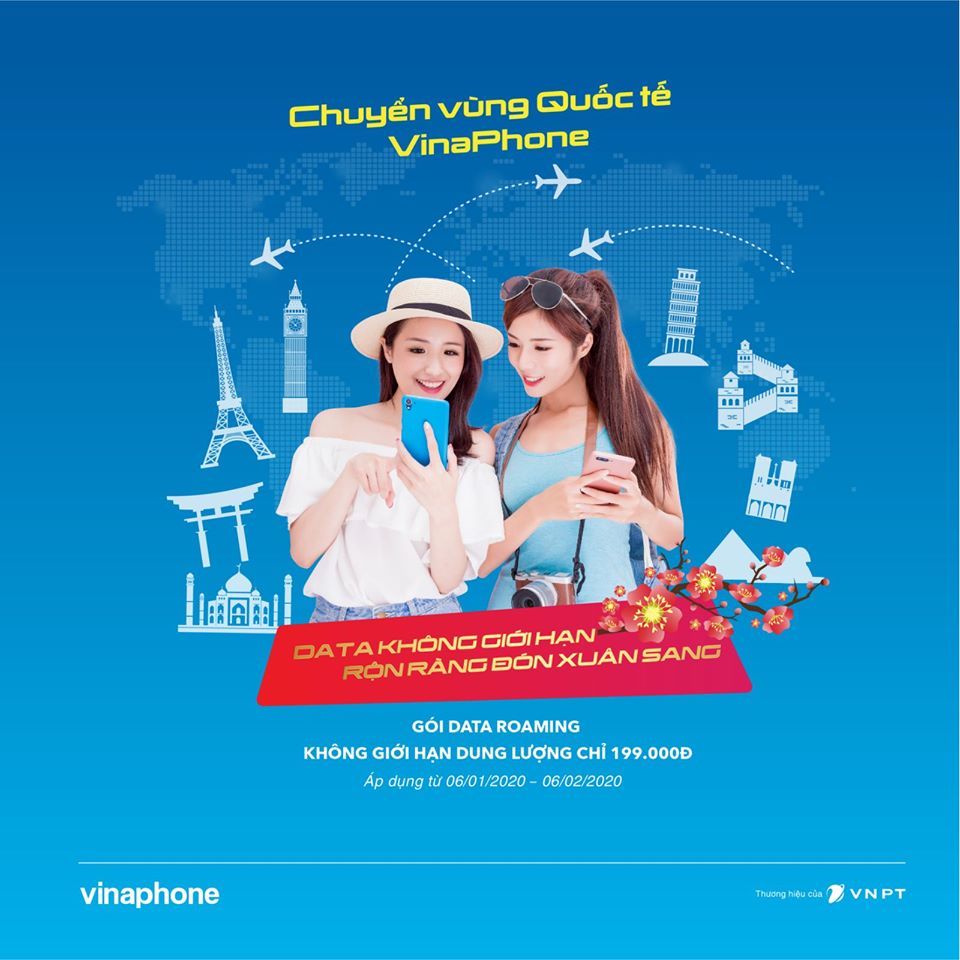 Chuyển vùng Quốc tế
VinaPhone
DATA KHÔNG GIỚI HẠN
RỘN RÀNG ĐÓN XUÂN SANG
GÓI DATA ROAMING
KHÔNG GIỚI HẠN DUNG LƯỢNG CHỈ 199.000Đ
Áp dụng từ 06/01/2020 – 06/02/2020
vinaphone
Thương hiệu của VNPT